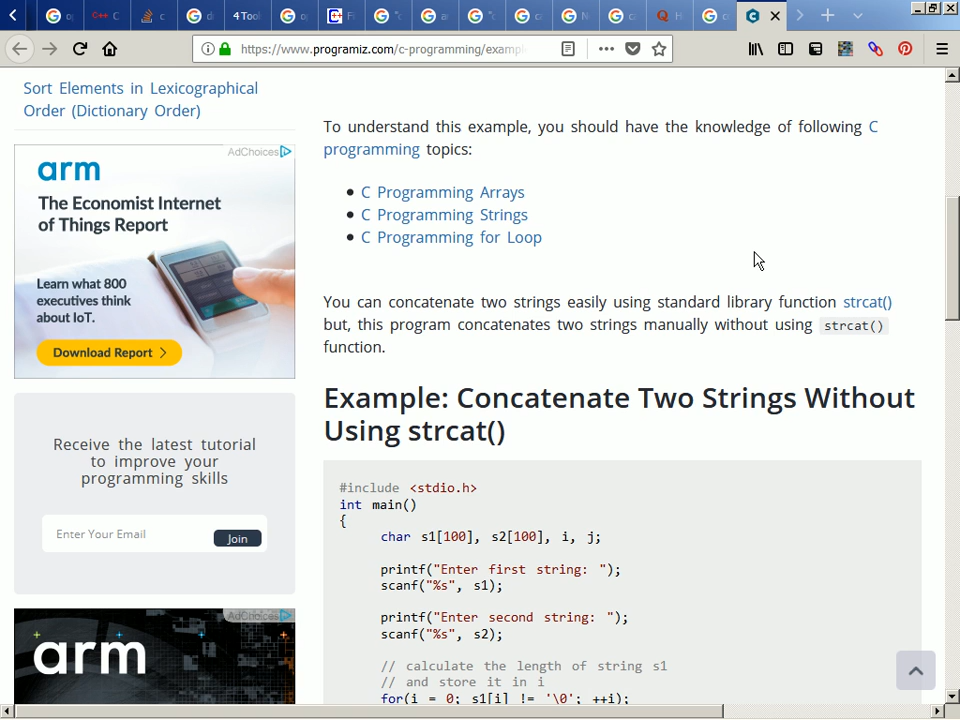 https://www.programiz.com/c-programming/exampl
Sort Elements in Lexicographical
Order (Dictionary Order)
AdChoices
arm
The Economist Internet
of Things Report
Learn what 800
executives think
about IoT.
Download Report >
Receive the latest tutorial
to improve your
programming skills
Enter Your Email
Join
AdChoices
arm
To understand this example, you should have the knowledge of following C
programming topics:
C Programming Arrays
C Programming Strings
C Programming for Loop
You can concatenate two strings easily using standard library function strcat()
but, this program concatenates two strings manually without using strcat()
function.
Example: Concatenate Two Strings Without
Using strcat()
#include <stdio.h>
int main()
{
char s1[100], s2[100], i, j;
printf("Enter first string: ");
scanf("%s", s1);
printf("Enter second string: ");
scanf("%s", s2);
// calculate the length of string s1
// and store it in i
for(i = 0; s1[i] != '\0'; ++i);